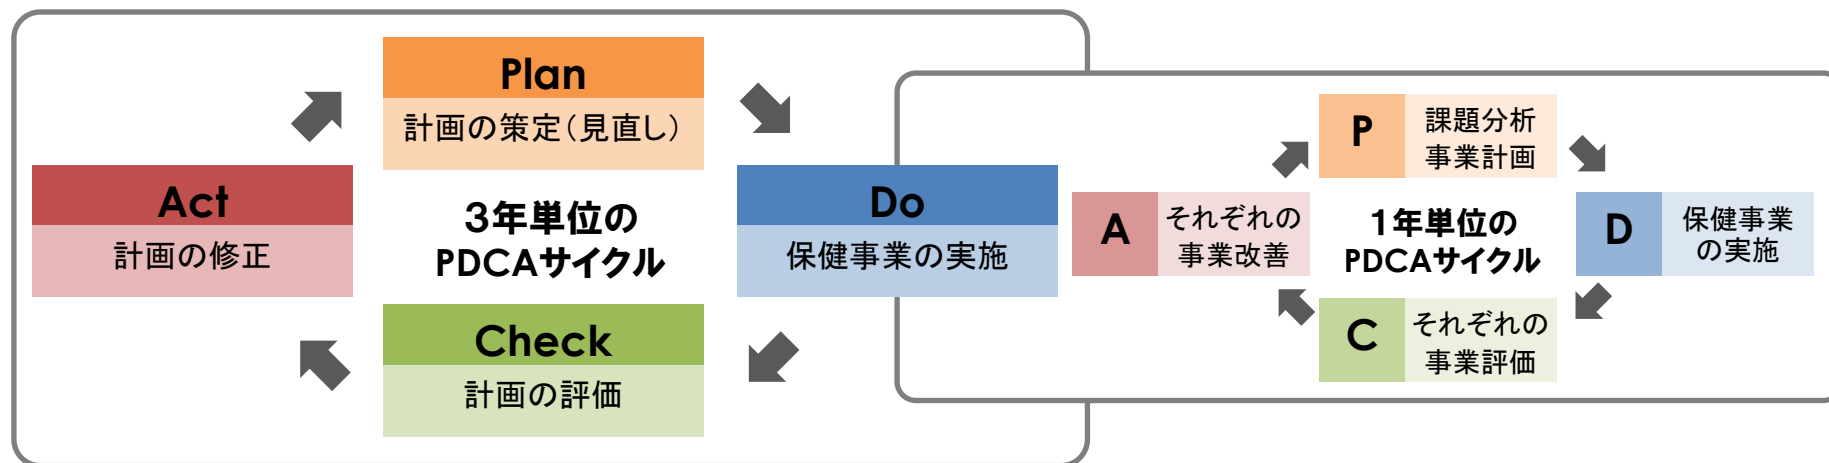 Plan
計画の策定（見直し）
Act
計画の修正
３年単位の
PDCAサイクル
Do
保健事業の実施
Check
計画の評価
P
課題分析
事業計画
A
それぞれの
事業改善
１年単位の
PDCAサイクル
D
保健事業
の実施
C
それぞれの
事業評価